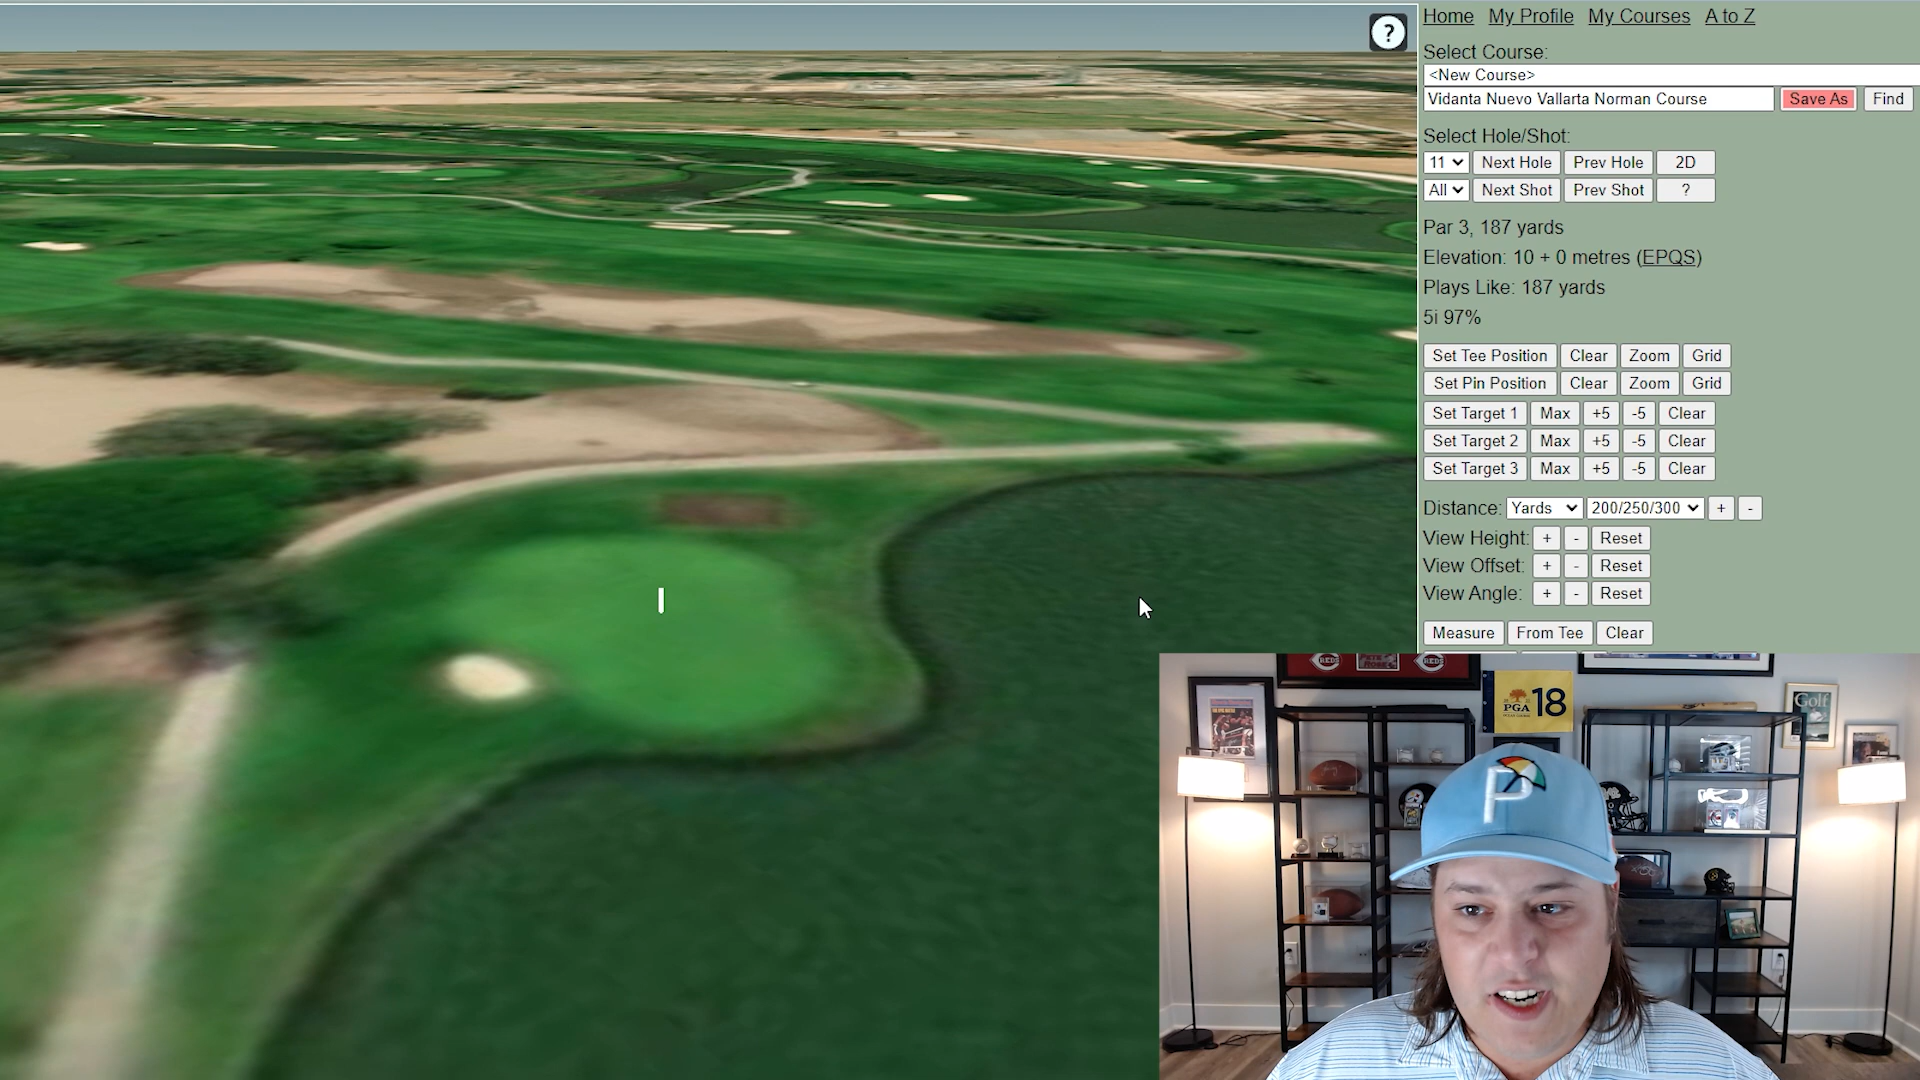 ?
Home My Profile My Courses A to Z
Select Course:
<New Course>
Vidanta Nuevo Vallarta Norman Course Save As Find
Select Hole/Shot:
11 Next Hole Prev Hole 2D
All Next Shot Prev Shot ?
Par 3, 187 yards
Elevation: 10 + 0 metres (EPQS)
Plays Like: 187 yards
5i 97%
Set Tee Position Clear Zoom Grid
Set Pin Position Clear Zoom Grid
Set Target 1 Max +5 -5 Clear
Set Target 2 Max +5 -5 Clear
Set Target 3 Max +5 -5 Clear
Distance: Yards 200/250/300 + -
View Height: + - Reset
View Offset: + - Reset
View Angle: + - Reset
Measure From Tee Clear
REDS
PETE ROSE
REDS
PGA
18
Golf
P